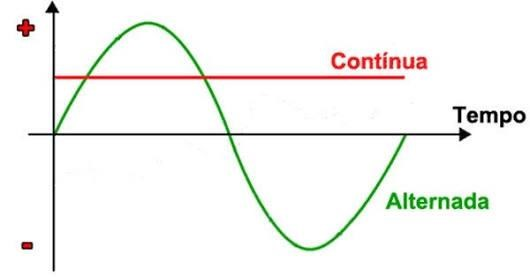 +
Contínua
Tempo
Alternada
-